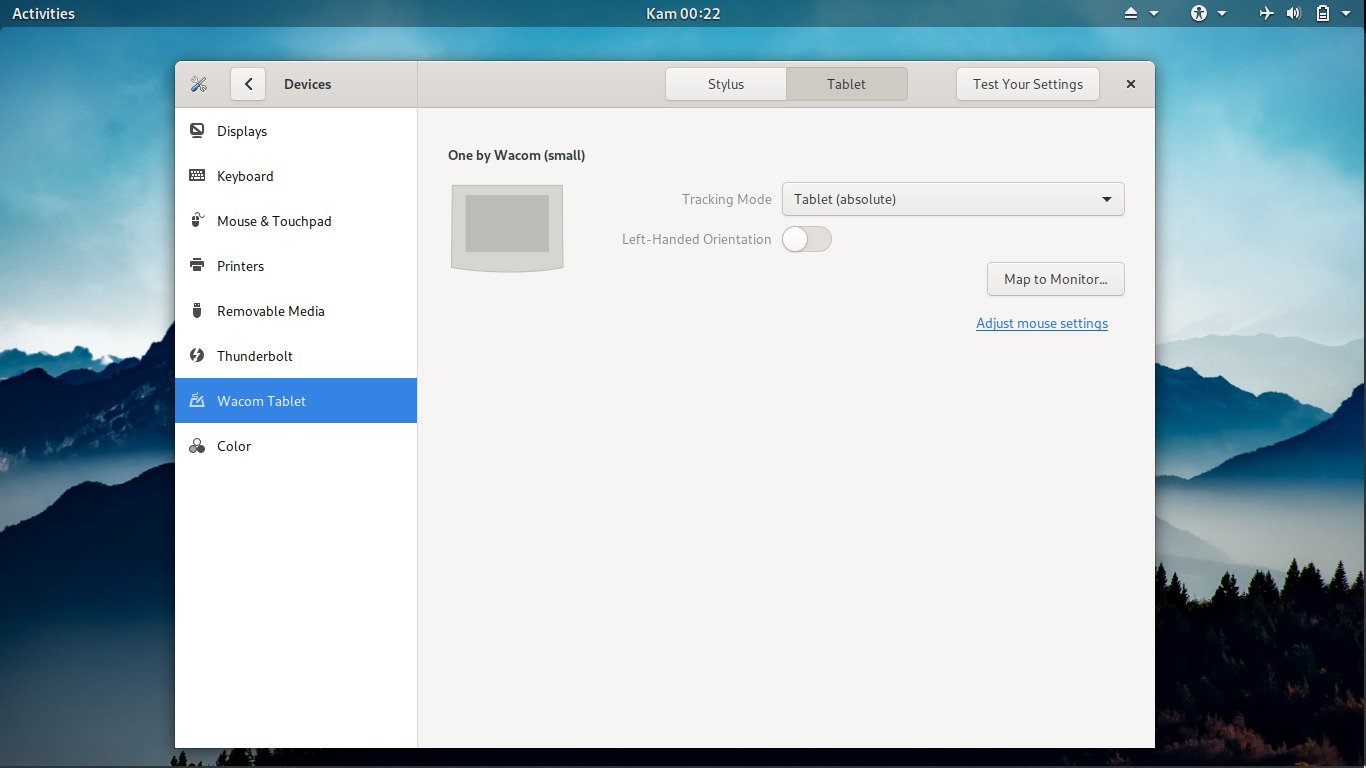 Activities
Kam 00:22
Devices
Stylus
Tablet
Test Your Settings
Displays
Keyboard
Mouse & Touchpad
Printers
Removable Media
Thunderbolt
Wacom Tablet
Color
One by Wacom (small)
Tracking Mode
Tablet (absolute)
Left-Handed Orientation
Map to Monitor...
Adjust mouse settings